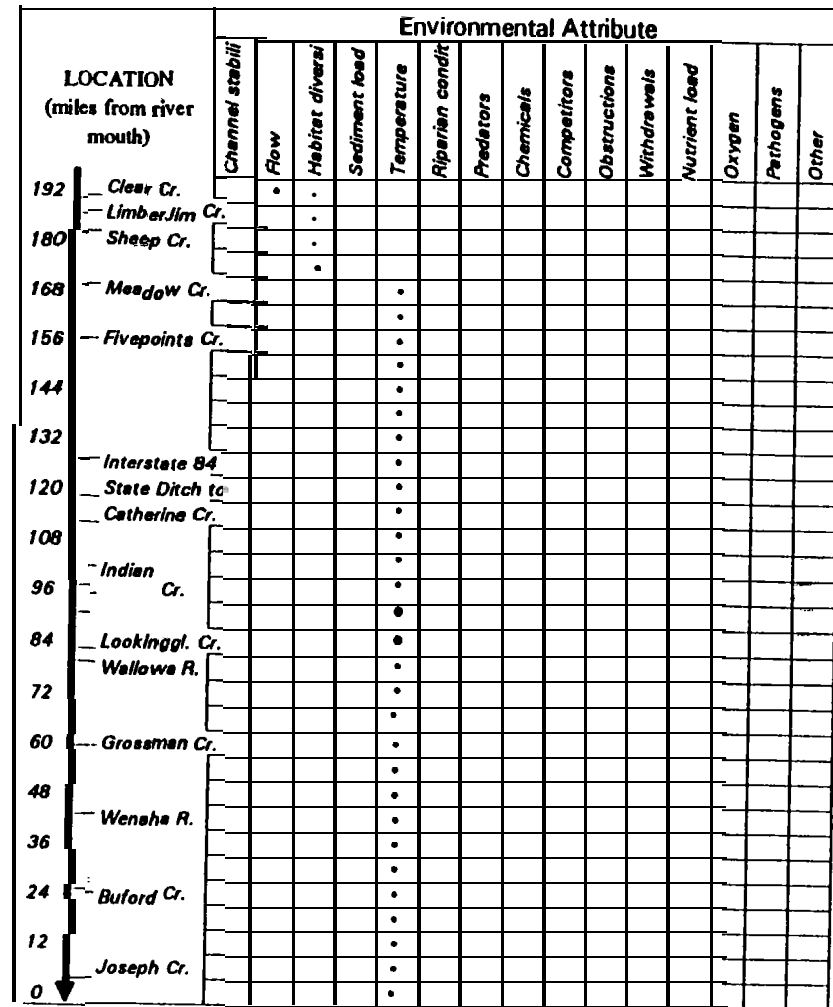 Environmental Attribute
LOCATION
(miles from river
mouth)
Channel stabili
Flow
Habitat diversi
Sediment load
Temperature
Riparian condit
Predators
Chemicals
Competitors
Obstructions
Withdrawals
Nutrient load
Oxygen
Pathogens
Other
192 Clear Cr.
LimberJim Cr.
180 Sheep Cr.
168 Meadow Cr.
156 Fivepoints Cr.
144
132
Interstate 84
120 State Ditch to
Catherine Cr.
108
Indian
96 Cr.
84 Lookinggl. Cr.
Wallowa R.
72
60 Grossman Cr.
48
Wenaha R.
36
24 Buford Cr.
12
Joseph Cr.
0